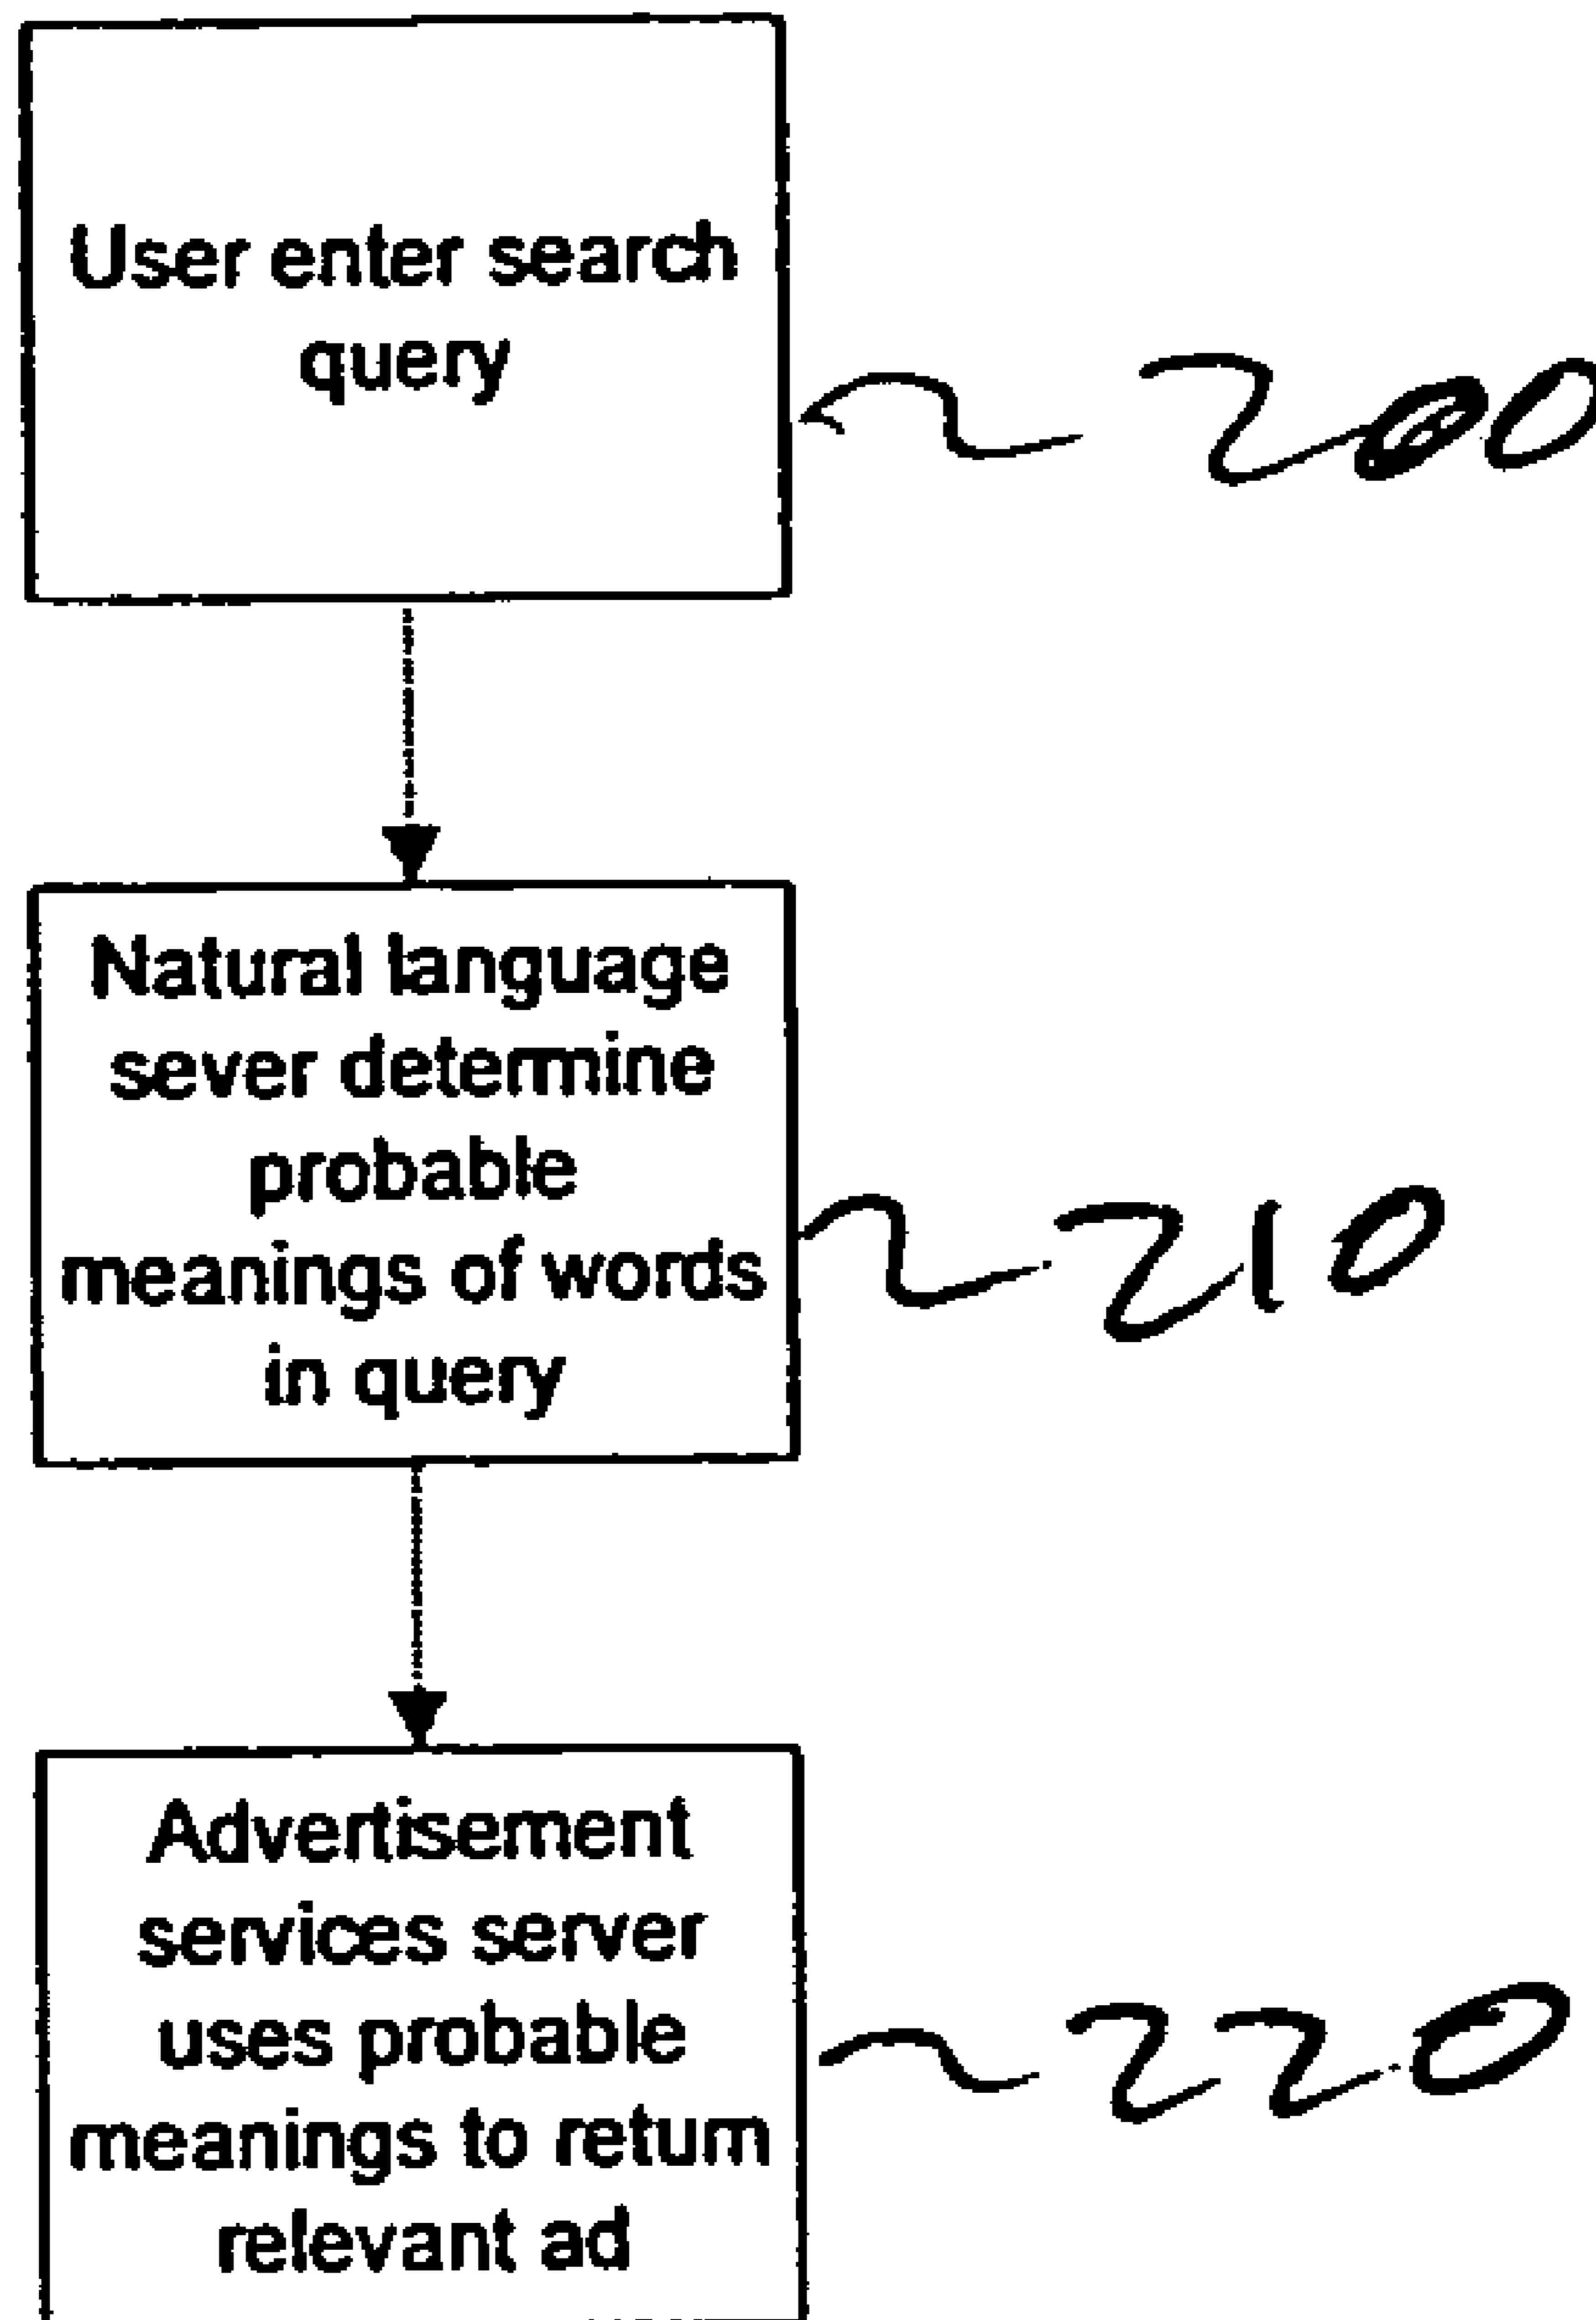 User enter search
query
200
Natural language
sever determine
probable
meanings of words
in query
210
Advertisement
services server
uses probable
meanings to return
relevant ad
220